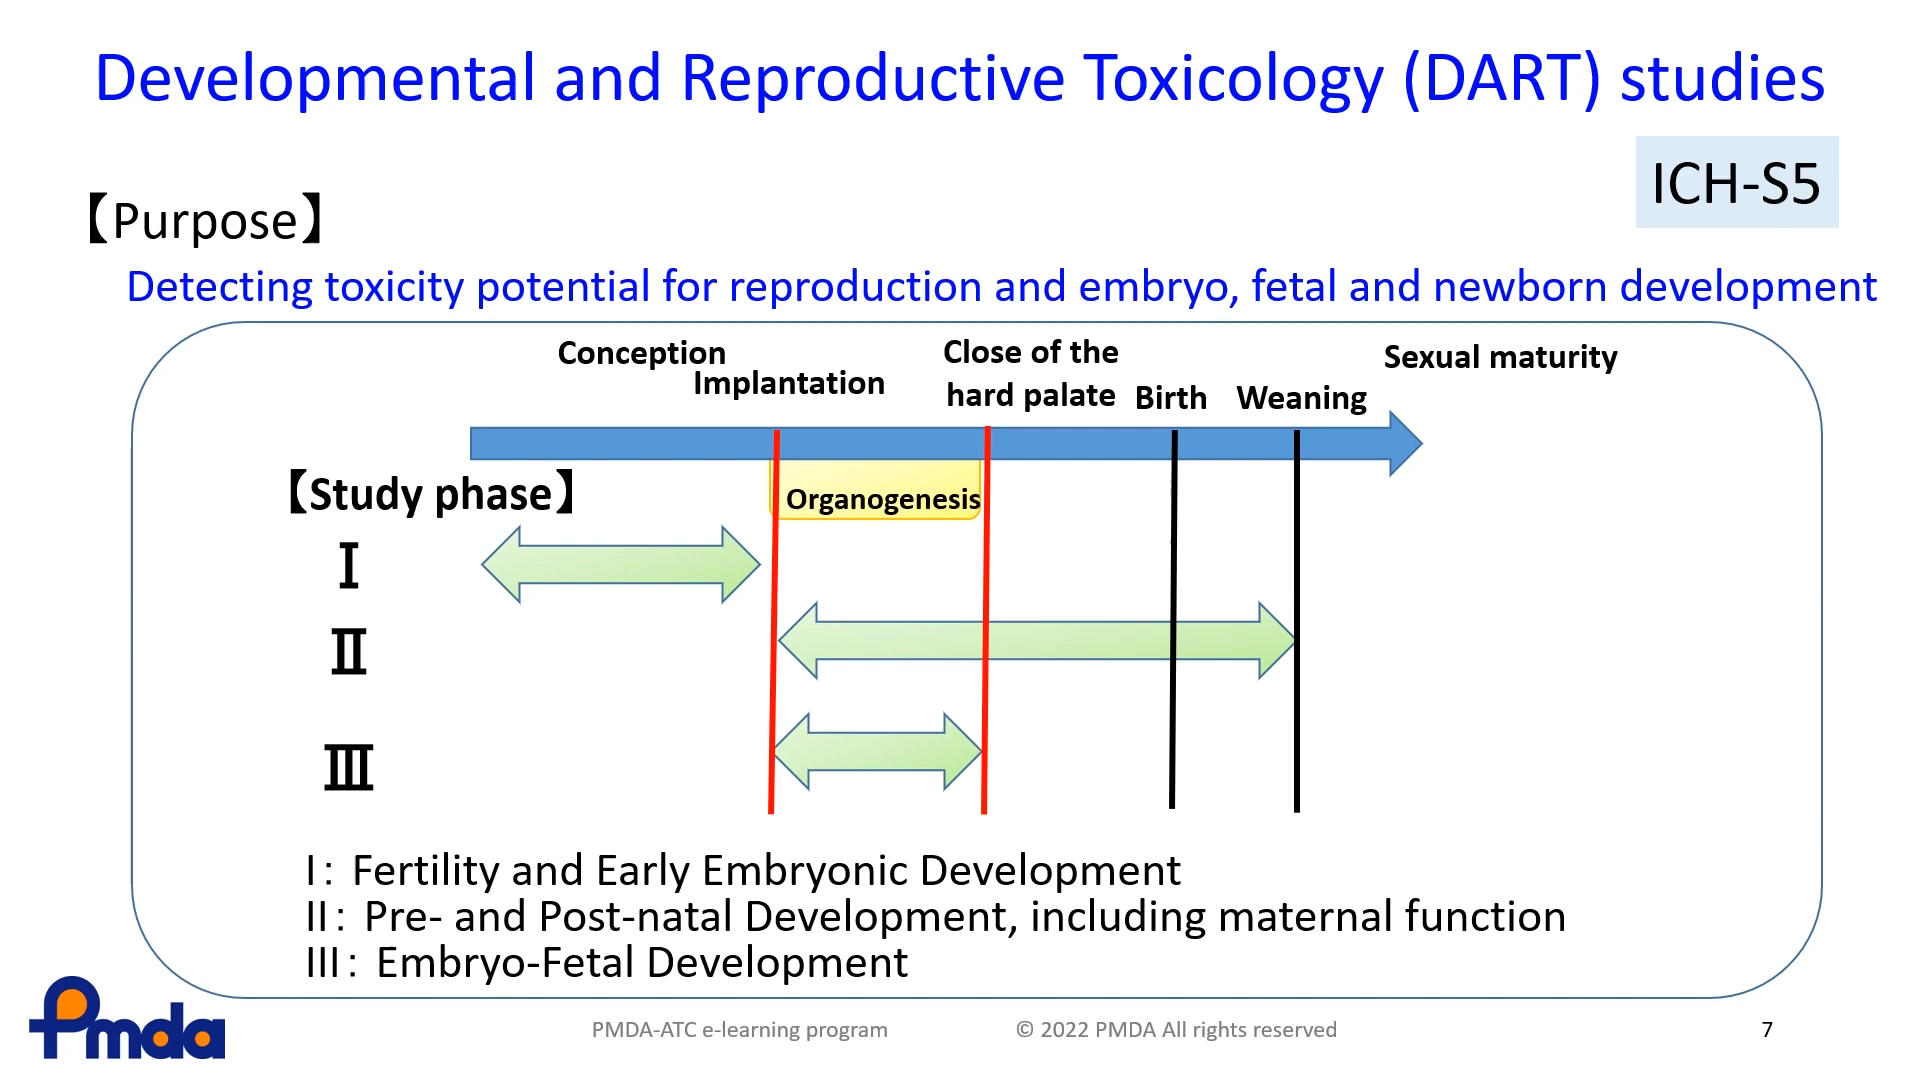 Developmental and Reproductive Toxicology (DART) studies
ICH-S5
【Purpose】
Detecting toxicity potential for reproduction and embryo, fetal and newborn development
Conception
Implantation
Close of the
hard palate
Birth
Weaning
Sexual maturity
【Study phase】
Organogenesis
Ⅰ
Ⅱ
Ⅲ
I: Fertility and Early Embryonic Development
II: Pre- and Post-natal Development, including maternal function
III: Embryo-Fetal Development
Pmda
PMDA-ATC e-learning program
© 2022 PMDA All rights reserved
7